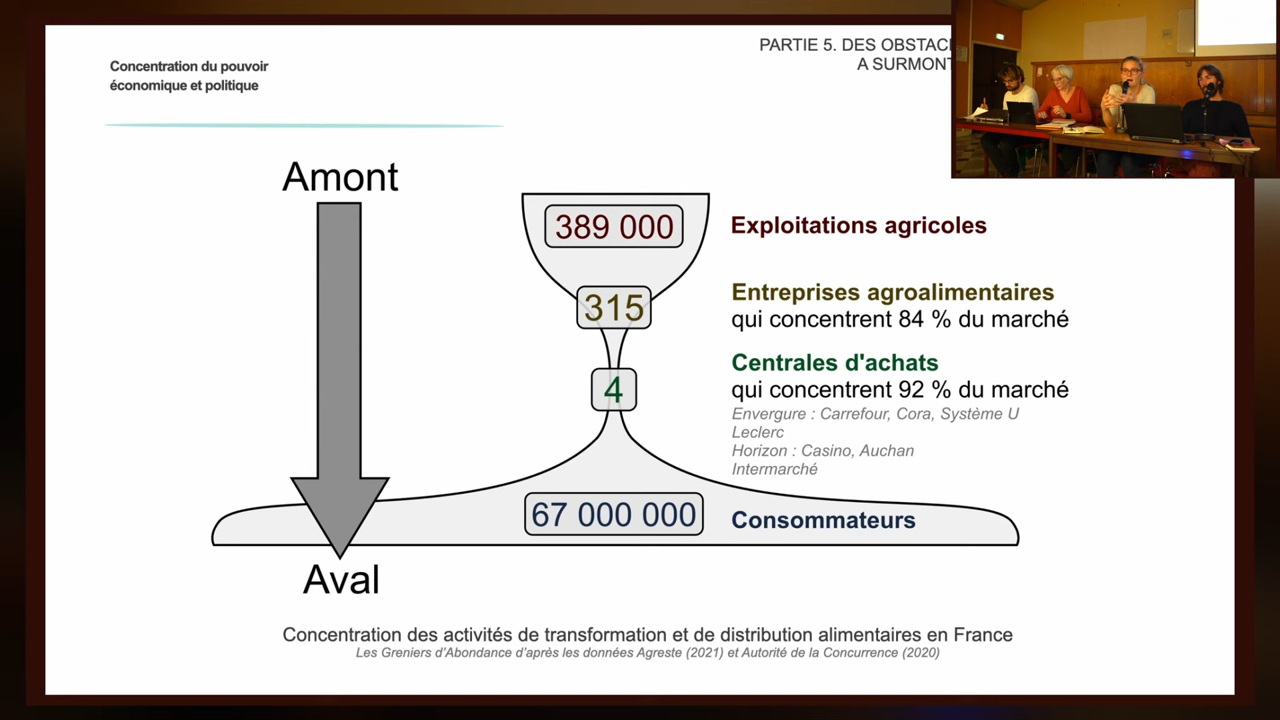 Concentration du pouvoir
économique et politique
PARTIE 5. DES OBSTAC
A SURMONT
Amont
389 000
Exploitations agricoles
315
Entreprises agroalimentaires
qui concentrent 84 % du marché
4
Centrales d'achats
qui concentrent 92 % du marché
Envergure : Carrefour, Cora, Système U
Leclerc
Horizon : Casino, Auchan
Intermarché
67 000 000
Consommateurs
Aval
Concentration des activités de transformation et de distribution alimentaires en France
Les Greniers d'Abondance d'après les données Agreste (2021) et Autorité de la Concurrence (2020)